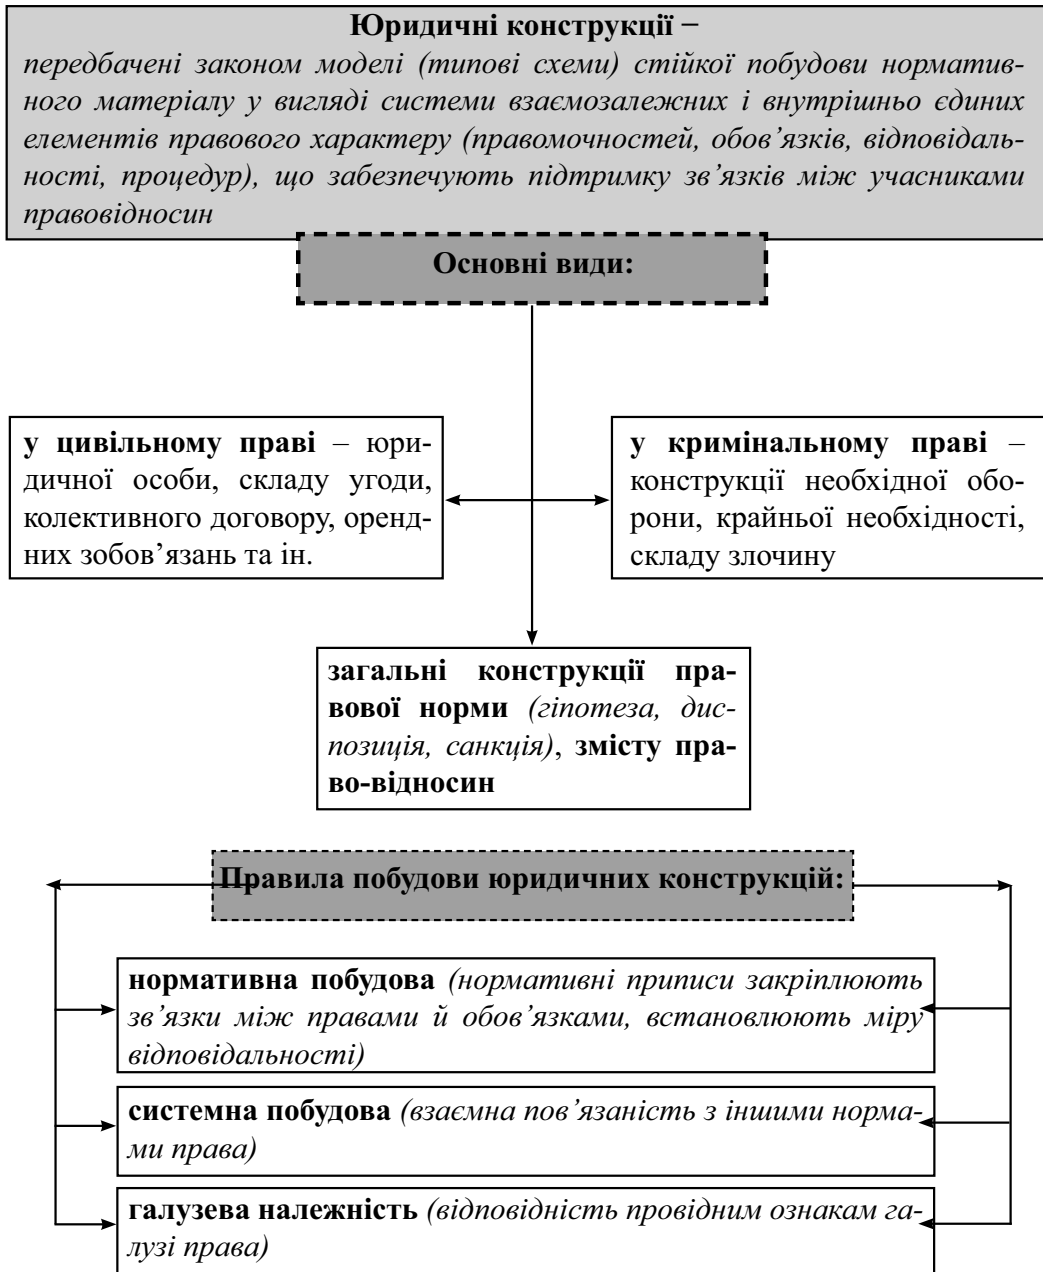 Юридичні конструкції −
передбачені законом моделі (типові схеми) стійкої побудови норматив-
ного матеріалу у вигляді системи взаємозалежних і внутрішньо єдиних
елементів правового характеру (правомочностей, обов’язків, відповідаль-
ності, процедур), що забезпечують підтримку зв’язків між учасниками
правовідносин
Основні види:
у цивільному праві – юри-
дичної особи, складу угоди,
колективного договору, оренд-
них зобов’язань та ін.
у кримінальному праві –
конструкції необхідної обо-
рони, крайньої необхідності,
складу злочину
загальні конструкції пра-
вової норми (гіпотеза, дис-
позиція, санкція), змісту пра-
во-відносин
Правила побудови юридичних конструкцій:
нормативна побудова (нормативні приписи закріплюють
зв’язки між правами й обов’язками, встановлюють міру
відповідальності)
системна побудова (взаємна пов’язаність з іншими норма-
ми права)
галузева належність (відповідність провідним ознакам га-
лузі права)